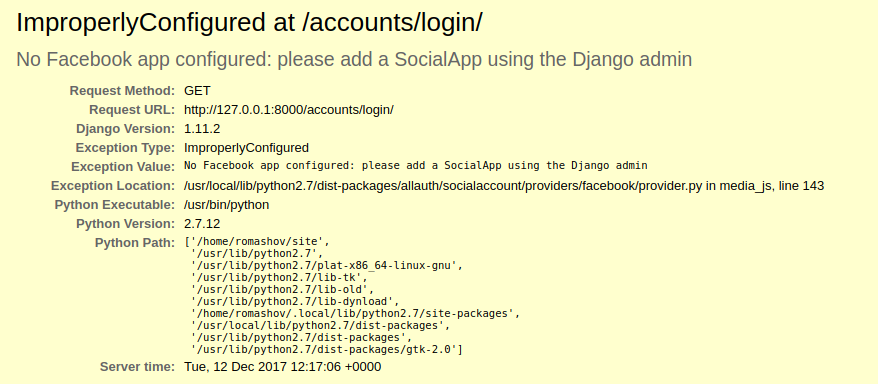 ImproperlyConfigured at /accounts/login/
No Facebook app configured: please add a SocialApp using the Django admin
Request Method: GET
Request URL: http://127.0.0.1:8000/accounts/login/
Django Version: 1.11.2
Exception Type: ImproperlyConfigured
Exception Value: No Facebook app configured: please add a SocialApp using the Django admin
Exception Location: /usr/local/lib/python2.7/dist-packages/allauth/socialaccount/providers/facebook/provider.py in media_js, line 143
Python Executable: /usr/bin/python
Python Version: 2.7.12
Python Path: ['/home/romashov/site',
'/usr/lib/python2.7',
'/usr/lib/python2.7/plat-x86_64-linux-gnu',
'/usr/lib/python2.7/lib-tk',
'/usr/lib/python2.7/lib-old',
'/usr/lib/python2.7/lib-dynload',
'/home/romashov/.local/lib/python2.7/site-packages',
'/usr/local/lib/python2.7/dist-packages',
'/usr/lib/python2.7/dist-packages',
'/usr/lib/python2.7/dist-packages/gtk-2.0']
Server time: Tue, 12 Dec 2017 12:17:06 +0000